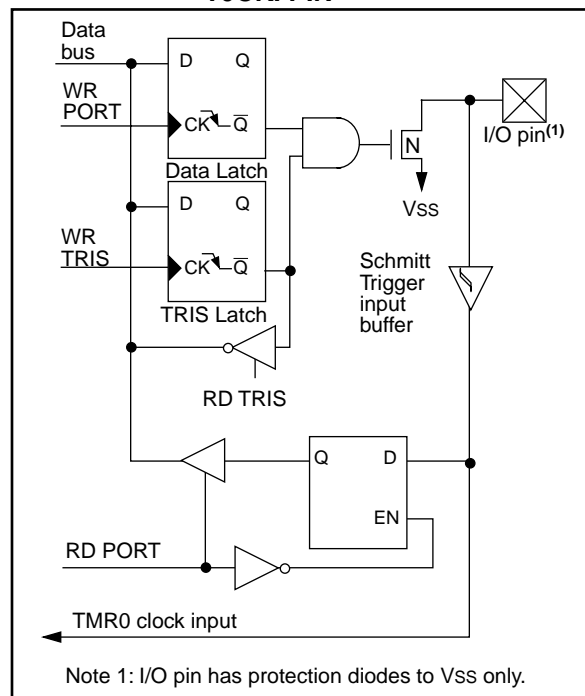 Data
bus
D Q
WR
PORT
CK Q
Data Latch
N
I/O pin(1)
VSS
D Q
WR
TRIS
CK Q
TRIS Latch
Schmitt
Trigger
input
buffer
RD TRIS
Q D
EN
RD PORT
TMR0 clock input
Note 1: I/O pin has protection diodes to VSS only.